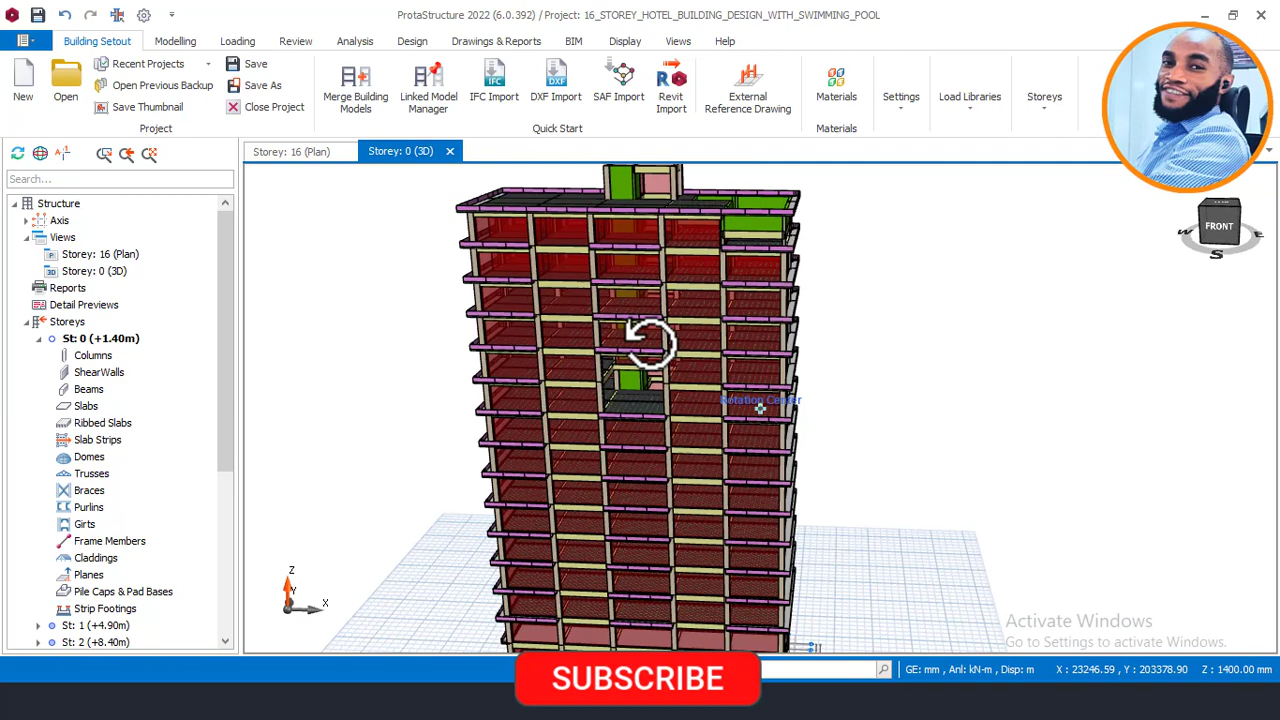 ProtaStructure 2022 (6.0.392) / Project: 16_STOREY_HOTEL_BUILDING_DESIGN_WITH_SWIMMING_POOL
Building Setout Modelling Loading Review Analysis Design Drawings & Reports BIM Display Views Help
New
Open
Recent Projects
Open Previous Backup
Save Thumbnail
Save
Save As
Close Project
Project
Merge Building Models
Linked Model Manager
IFC Import
DXF Import
SAF Import
Revit Import
External Reference Drawing
Quick Start
Materials
Materials
Settings
Load Libraries
Storeys
Storey: 16 (Plan)
Storey: 0 (3D)
Search...
Structure
Axis
Views
Storey: 16 (Plan)
Storey: 0 (3D)
Reports
Detail Previews
Storeys
St: 0 (+1.40m)
Columns
ShearWalls
Beams
Slabs
Ribbed Slabs
Slab Strips
Domes
Trusses
Braces
Purlins
Girts
Frame Members
Claddings
Planes
Pile Caps & Pad Bases
Strip Footings
St: 1 (+4.90m)
St: 2 (+8.40m)
FRONT
W
E
S
Rotation Center
Z
Y
X
Activate Windows
Go to Settings to activate Windows.
GE: mm , Anl: kN-m , Disp: m
X : 23246.59 , Y : 203378.90
Z : 1400.00 mm
SUBSCRIBE